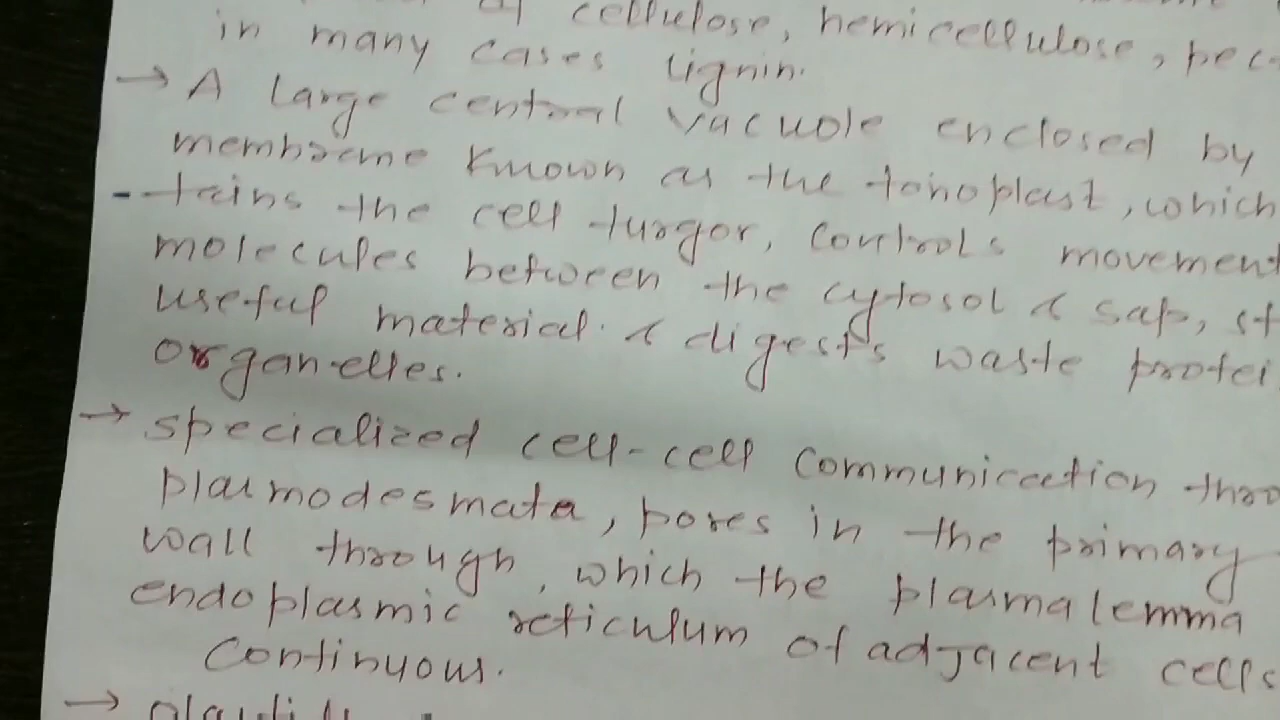 cellulose, hemicellulose, pec
in many cases lignin.
→ A large central vacuole enclosed by
membrane known as the tonoplast, which
-tains the cell turgor, controls movement
molecules between the cytosol & sap, st
useful material & digests waste protei
organelles.
→ specialized cell-cell communication thro
plasmodesmata, pores in the primary
wall through, which the plasmalemma
endoplasmic reticulum of adjacent cells
continuous.
→